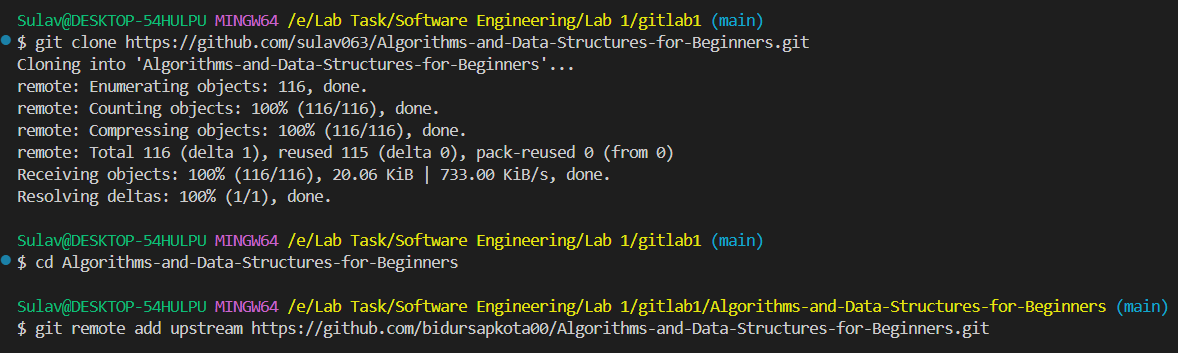 Sulav@DESKTOP-54HULPU MINGW64 /e/Lab Task/Software Engineering/Lab 1/gitlab1 (main)
$ git clone https://github.com/sulav063/Algorithms-and-Data-Structures-for-Beginners.git
Cloning into 'Algorithms-and-Data-Structures-for-Beginners'...
remote: Enumerating objects: 116, done.
remote: Counting objects: 100% (116/116), done.
remote: Compressing objects: 100% (116/116), done.
remote: Total 116 (delta 1), reused 115 (delta 0), pack-reused 0 (from 0)
Receiving objects: 100% (116/116), 20.06 KiB | 733.00 KiB/s, done.
Resolving deltas: 100% (1/1), done.
Sulav@DESKTOP-54HULPU MINGW64 /e/Lab Task/Software Engineering/Lab 1/gitlab1 (main)
$ cd Algorithms-and-Data-Structures-for-Beginners
Sulav@DESKTOP-54HULPU MINGW64 /e/Lab Task/Software Engineering/Lab 1/gitlab1/Algorithms-and-Data-Structures-for-Beginners (main)
$ git remote add upstream https://github.com/bidursapkota00/Algorithms-and-Data-Structures-for-Beginners.git